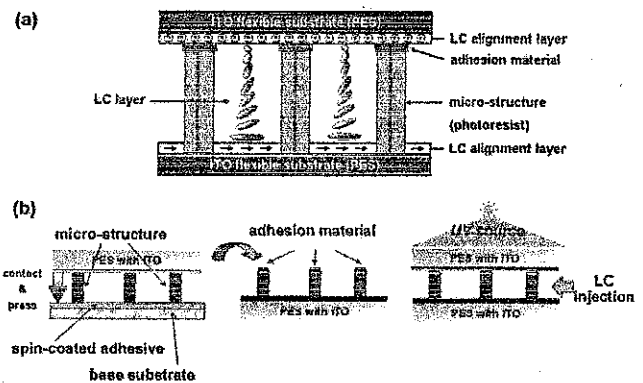 (a)
ITO flexible substrate (PES)
LC alignment layer
adhesion material
LC layer
micro-structure
(photoresist)
LC alignment layer
ITO flexible substrate (PES)
(b)
micro-structure
adhesion material
UV source
PES with ITO
PES with ITO
contact
&
press
LC
injection
PES with ITO
PES with ITO
spin-coated adhesive
base substrate